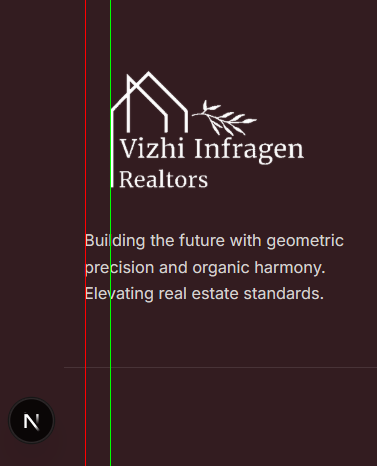 Vizhi Infragen
Realtors
Building the future with geometric
precision and organic harmony.
Elevating real estate standards.
N